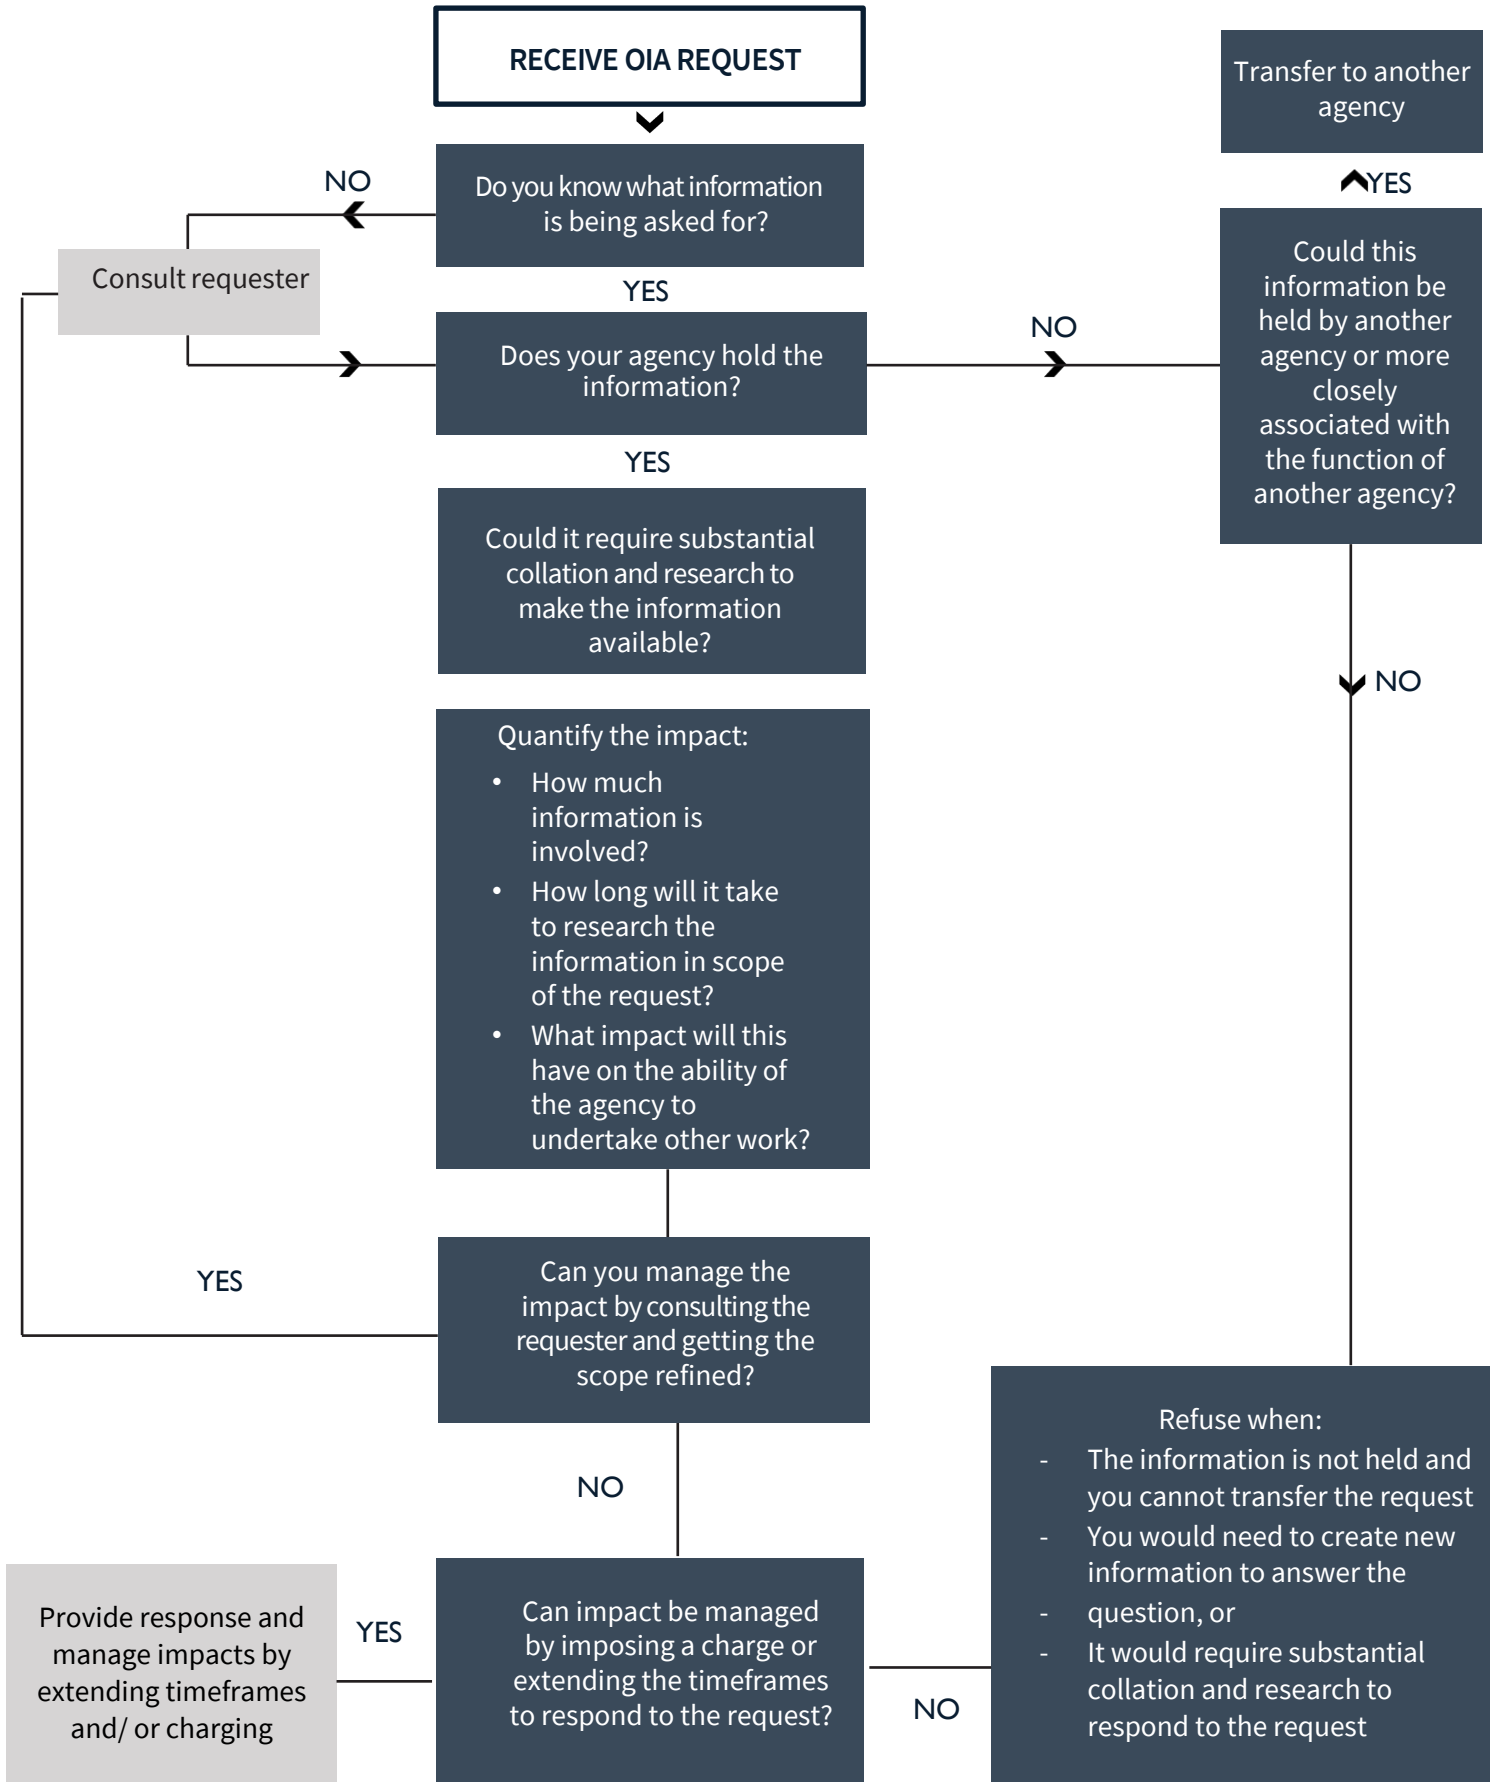 RECEIVE OIA REQUEST
Transfer to another
agency
YES
NO
Do you know what information
is being asked for?
Consult requester
YES
Does your agency hold the
information?
NO
Could this
information be
held by another
agency or more
closely
associated with
the function of
another agency?
YES
Could it require substantial
collation and research to
make the information
available?
NO
Quantify the impact:
• How much
information is
involved?
• How long will it take
to research the
information in scope
of the request?
• What impact will this
have on the ability of
the agency to
undertake other work?
YES
Can you manage the
impact by consulting the
requester and getting the
scope refined?
NO
Provide response and
manage impacts by
extending timeframes
and/ or charging
YES
Can impact be managed
by imposing a charge or
extending the timeframes
to respond to the request?
NO
Refuse when:
- The information is not held and
you cannot transfer the request
- You would need to create new
information to answer the
- question, or
- It would require substantial
collation and research to
respond to the request